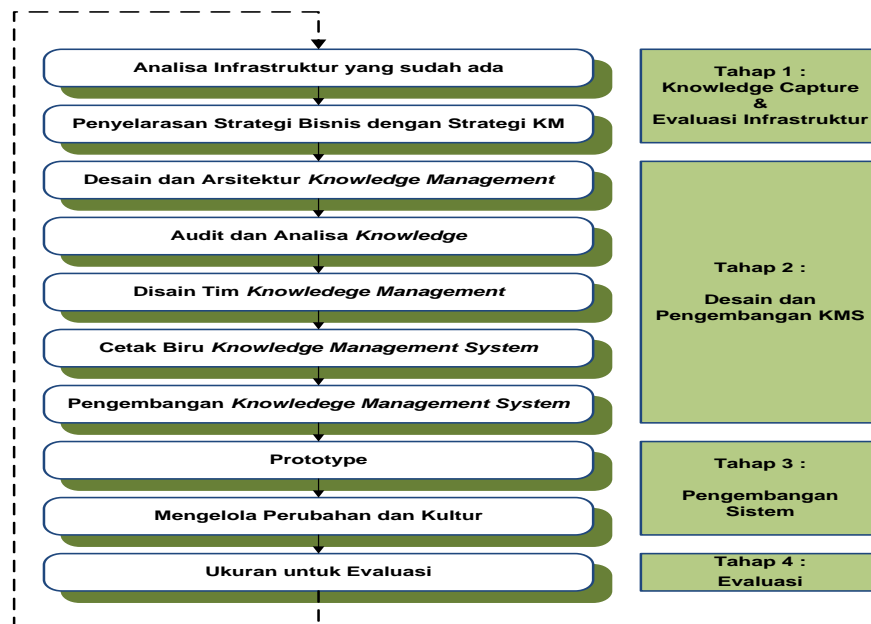 Analisa Infrastruktur yang sudah ada
Penyelarasan Strategi Bisnis dengan Strategi KM
Desain dan Arsitektur Knowledge Management
Audit dan Analisa Knowledge
Disain Tim Knowledege Management
Cetak Biru Knowledge Management System
Pengembangan Knowledege Management System
Prototype
Mengelola Perubahan dan Kultur
Ukuran untuk Evaluasi
Tahap 1 :
Knowledge Capture
&
Evaluasi Infrastruktur
Tahap 2 :
Desain dan
Pengembangan KMS
Tahap 3 :
Pengembangan
Sistem
Tahap 4 :
Evaluasi